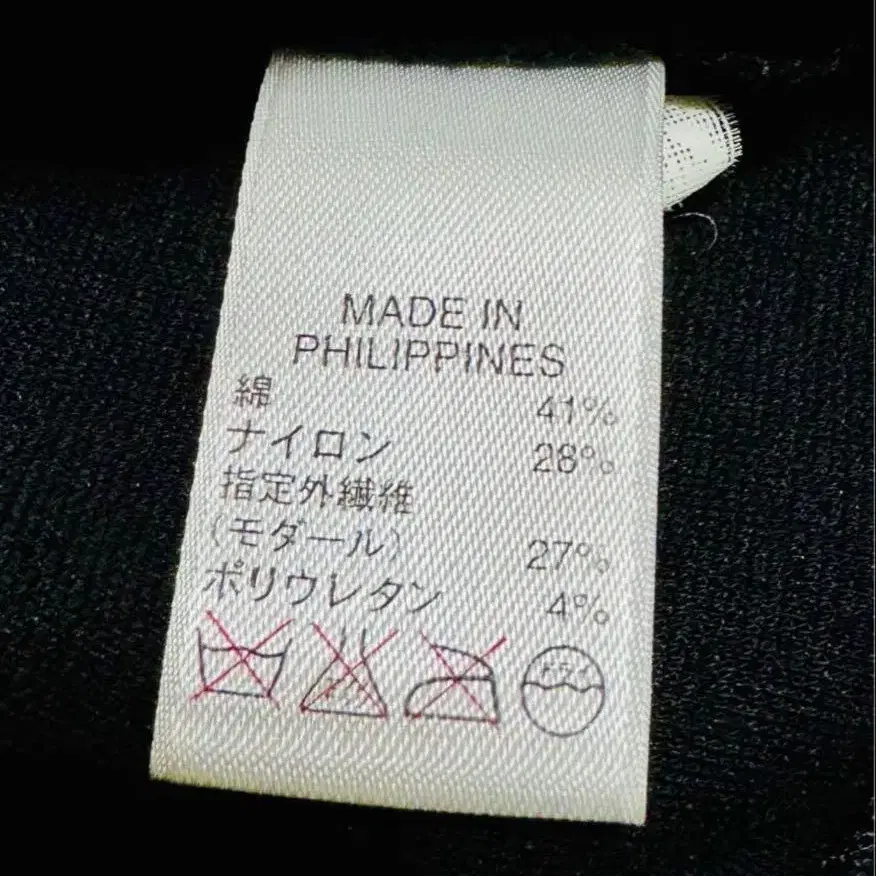 MADE IN
PHILIPPINES
綿 41%
ナイロン 28%
指定外繊維
(モダール) 27%
ポリウレタン 4%
ドライ